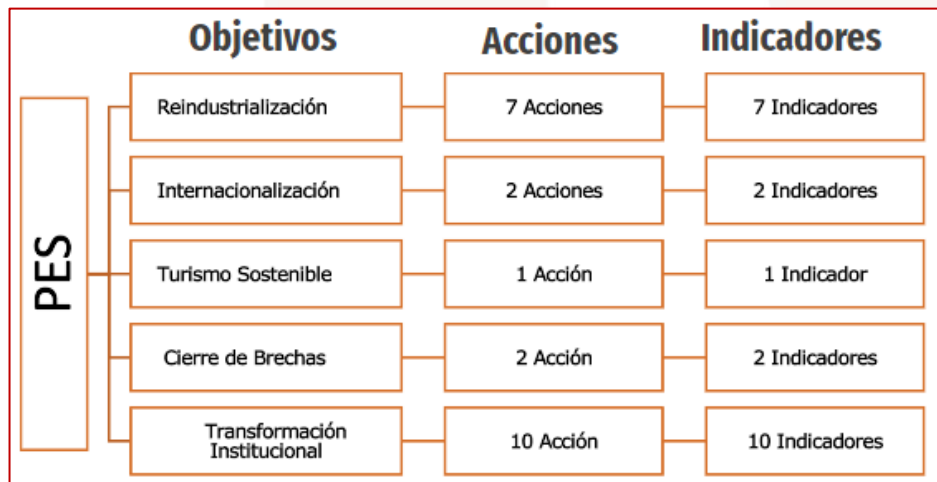 Objetivos Acciones Indicadores
PES
Reindustrialización 7 Acciones 7 Indicadores
Internacionalización 2 Acciones 2 Indicadores
Turismo Sostenible 1 Acción 1 Indicador
Cierre de Brechas 2 Acción 2 Indicadores
Transformación
Institucional 10 Acción 10 Indicadores